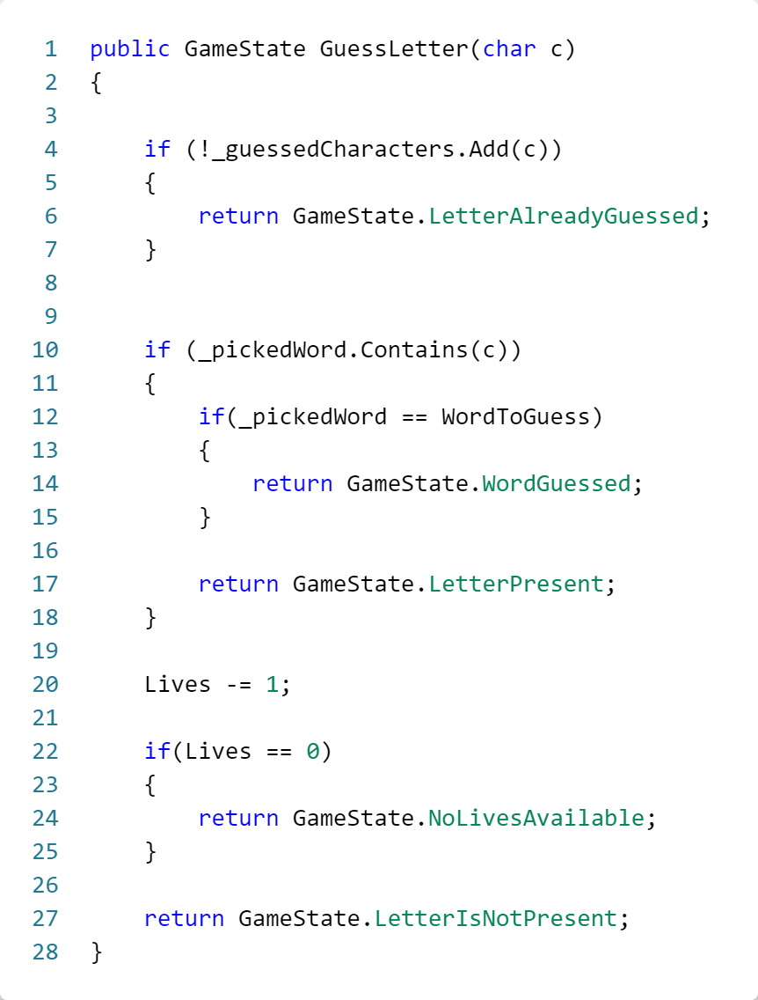 1 public GameState GuessLetter(char c)
2 {
3
4     if (!_guessedCharacters.Add(c))
5     {
6         return GameState.LetterAlreadyGuessed;
7     }
8
9
10     if (_pickedWord.Contains(c))
11     {
12         if(_pickedWord == WordToGuess)
13         {
14             return GameState.WordGuessed;
15         }
16
17         return GameState.LetterPresent;
18     }
19
20     Lives -= 1;
21
22     if(Lives == 0)
23     {
24         return GameState.NoLivesAvailable;
25     }
26
27     return GameState.LetterIsNotPresent;
28 }